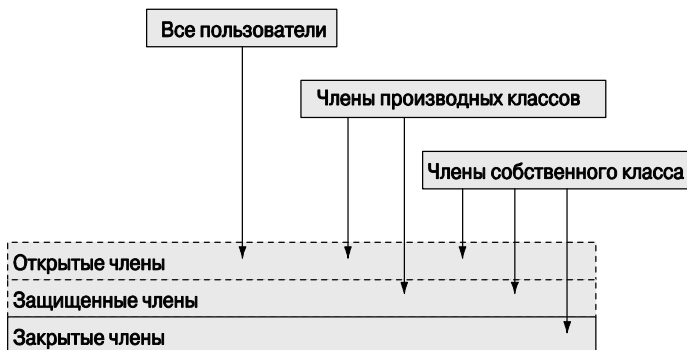 Все пользователи
Члены производных классов
Члены собственного класса
Открытые члены
Защищенные члены
Закрытые члены